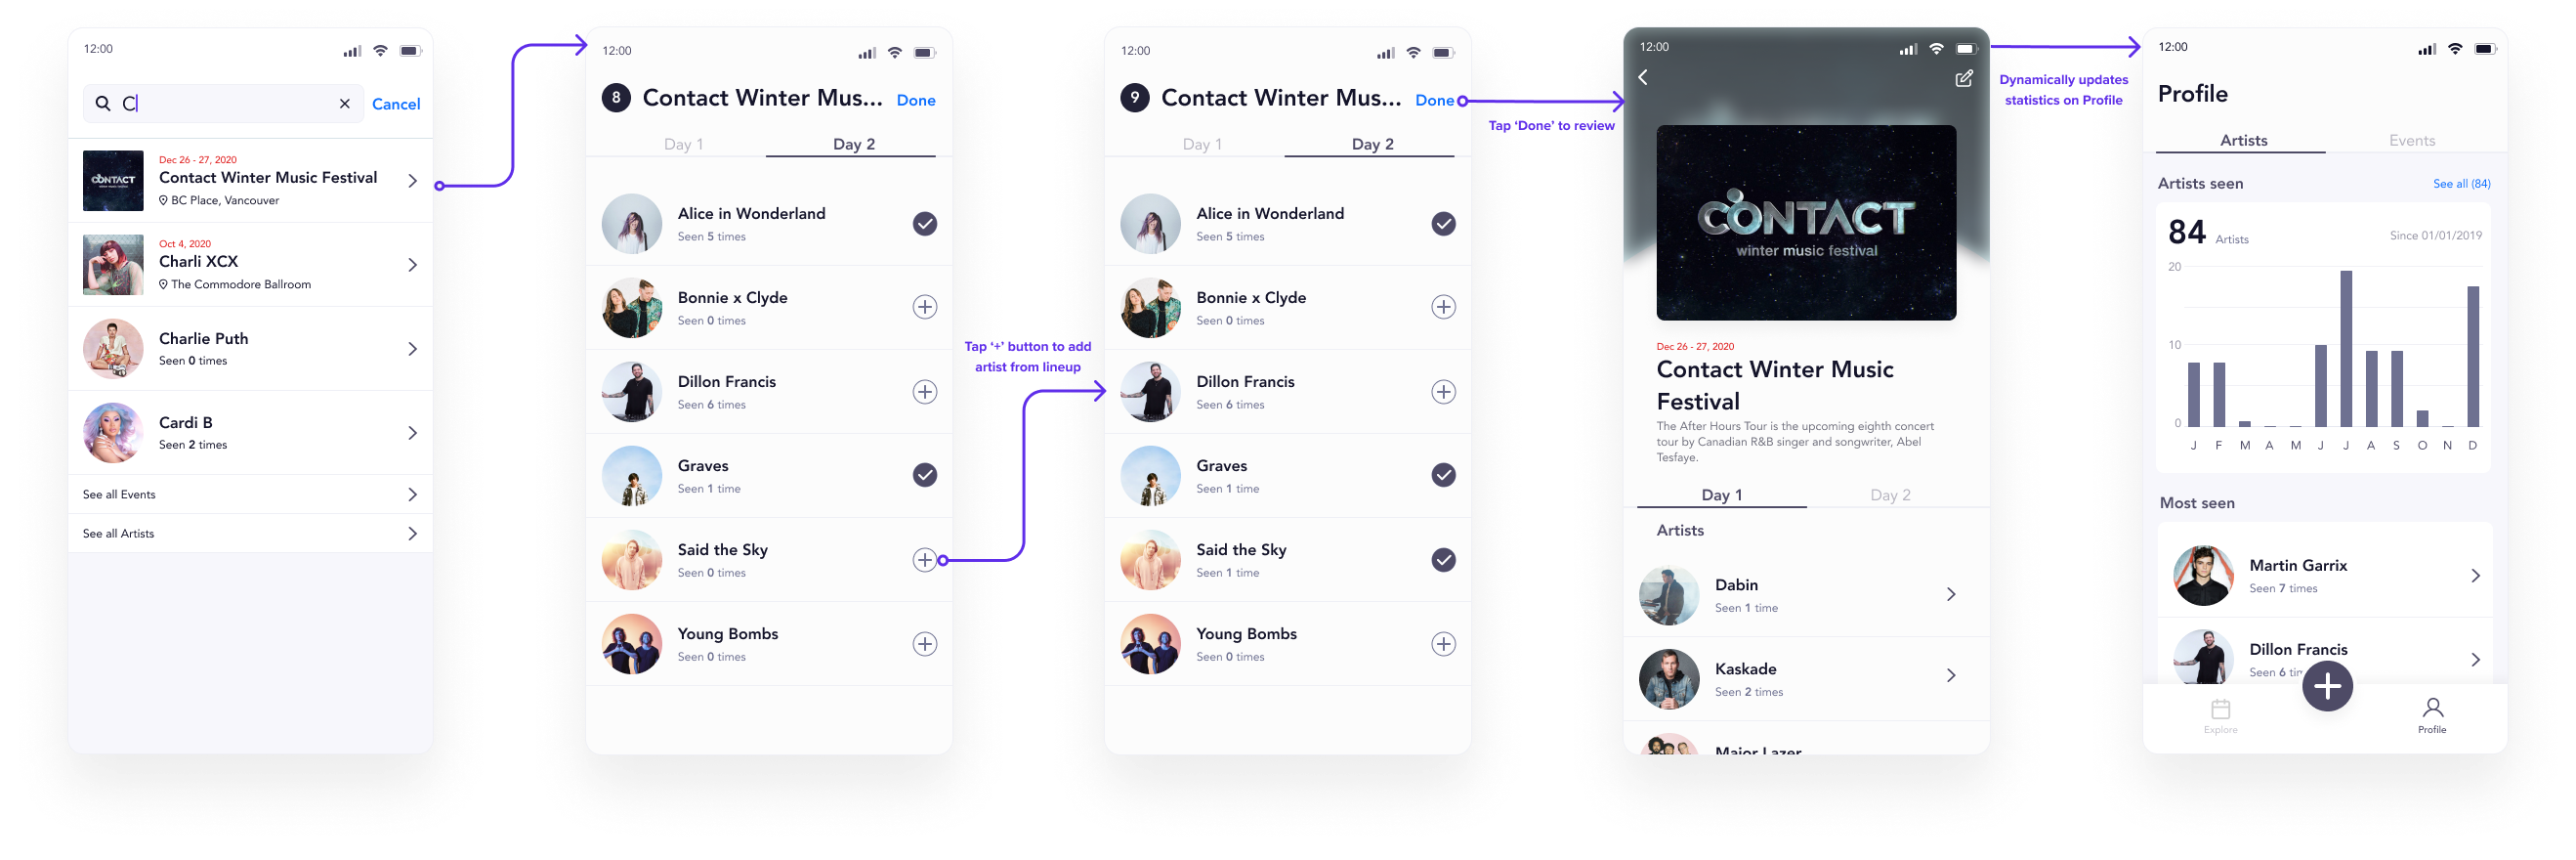 12:00
C
Cancel
Dec 26 - 27, 2020
Contact Winter Music Festival
BC Place, Vancouver
CONTACT
Oct 4, 2020
Charli XCX
The Commodore Ballroom
Charlie Puth
Seen 0 times
Cardi B
Seen 2 times
See all Events
See all Artists
12:00
8 Contact Winter Mus... Done
Day 1 Day 2
Alice in Wonderland
Seen 5 times
Bonnie x Clyde
Seen 0 times
Dillon Francis
Seen 6 times
Graves
Seen 1 time
Said the Sky
Seen 0 times
Young Bombs
Seen 0 times
Tap ‘+’ button to add
artist from lineup
12:00
9 Contact Winter Mus... Done
Day 1 Day 2
Alice in Wonderland
Seen 5 times
Bonnie x Clyde
Seen 0 times
Dillon Francis
Seen 6 times
Graves
Seen 1 time
Said the Sky
Seen 1 time
Young Bombs
Seen 0 times
Tap ‘Done’ to review
12:00
CONTACT
winter music festival
Dec 26 - 27, 2020
Contact Winter Music
Festival
The After Hours Tour is the upcoming eighth concert
tour by Canadian R&B singer and songwriter, Abel
Tesfaye.
Day 1 Day 2
Artists
Dabin
Seen 1 time
Kaskade
Seen 2 times
Major Lazer
Dynamically updates
statistics on Profile
12:00
Profile
Artists Events
Artists seen See all (84)
84 Artists Since 01/01/2019
20
10
0
J F M A M J J A S O N D
Most seen
Martin Garrix
Seen 7 times
Dillon Francis
Seen 6 tim
Explore Profile